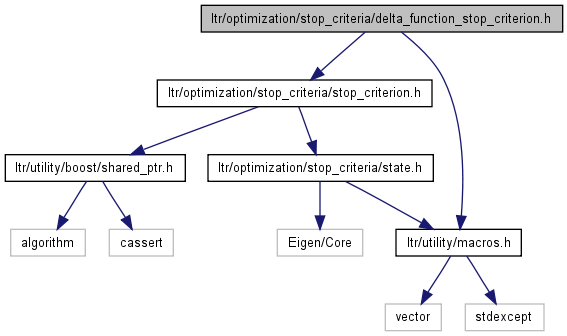 ltr/optimization/stop_criteria/delta_function_stop_criterion.h
ltr/optimization/stop_criteria/stop_criterion.h
ltr/utility/boost/shared_ptr.h
ltr/optimization/stop_criteria/state.h
algorithm
cassert
Eigen/Core
ltr/utility/macros.h
vector
stdexcept